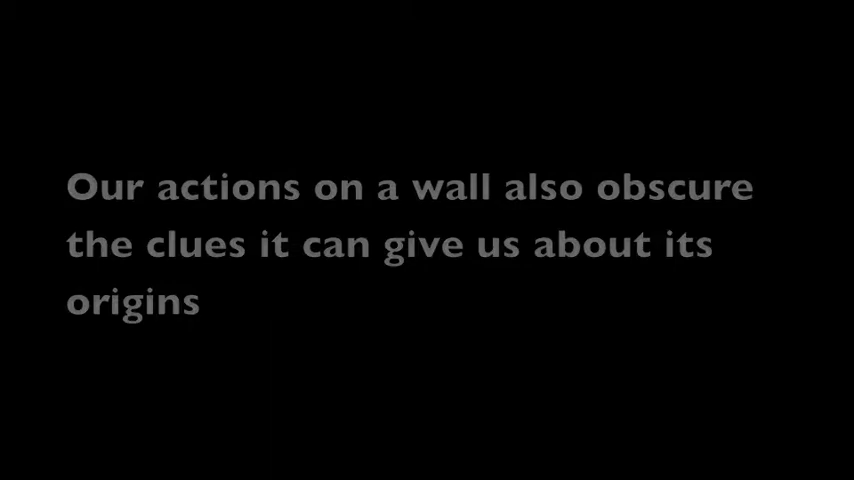 Our actions on a wall also obscure
the clues it can give us about its
origins